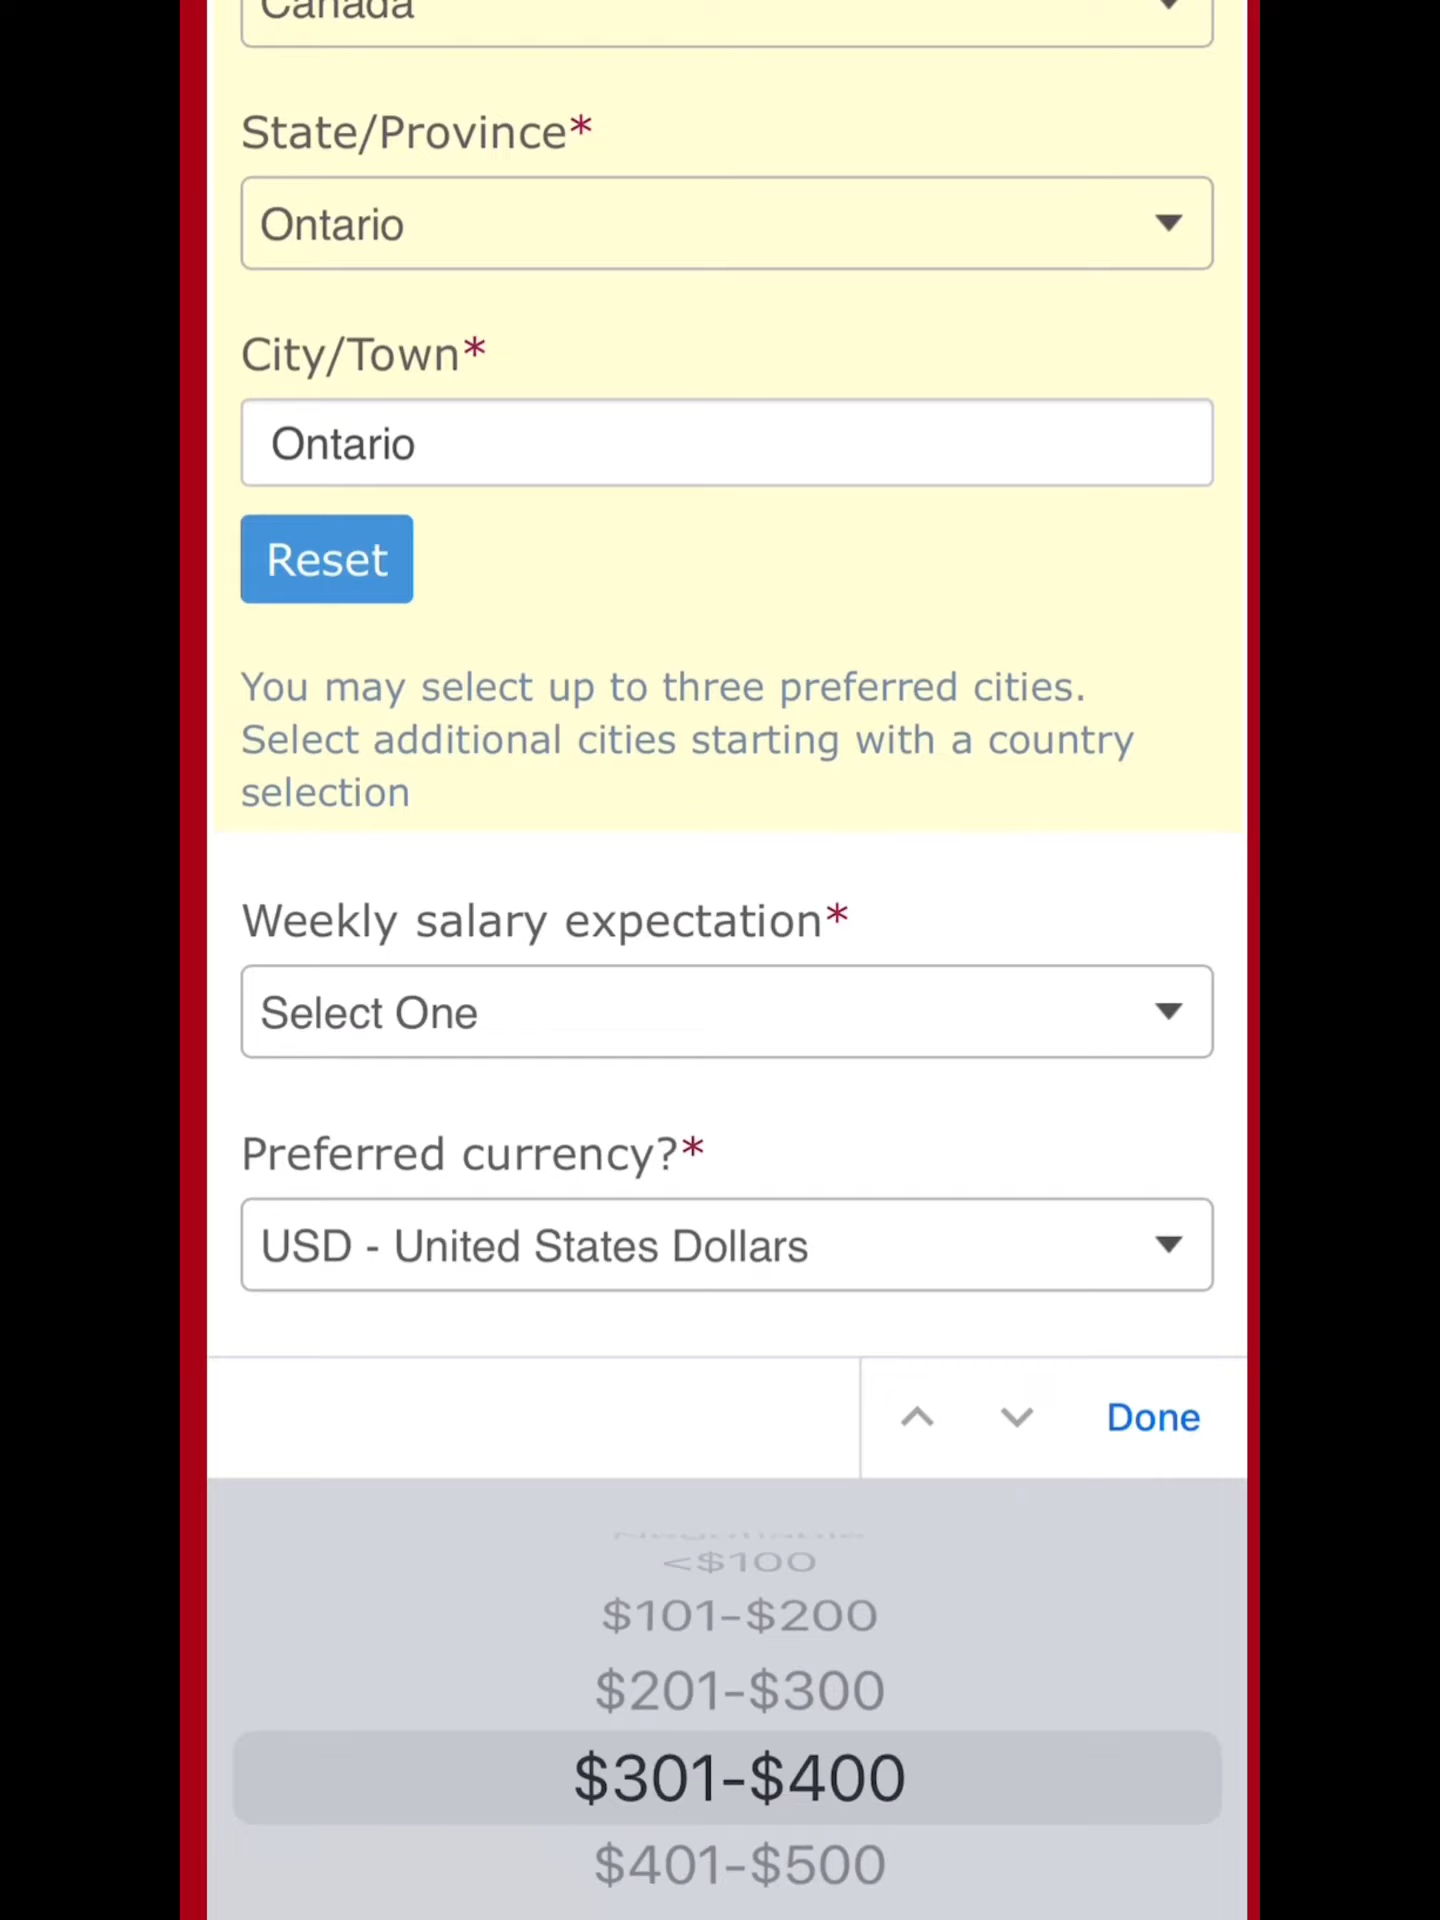 Canada
State/Province*
Ontario
City/Town*
Ontario
Reset
You may select up to three preferred cities.
Select additional cities starting with a country
selection
Weekly salary expectation*
Select One
Preferred currency?*
USD - United States Dollars
Done
<$100
$101-$200
$201-$300
$301-$400
$401-$500